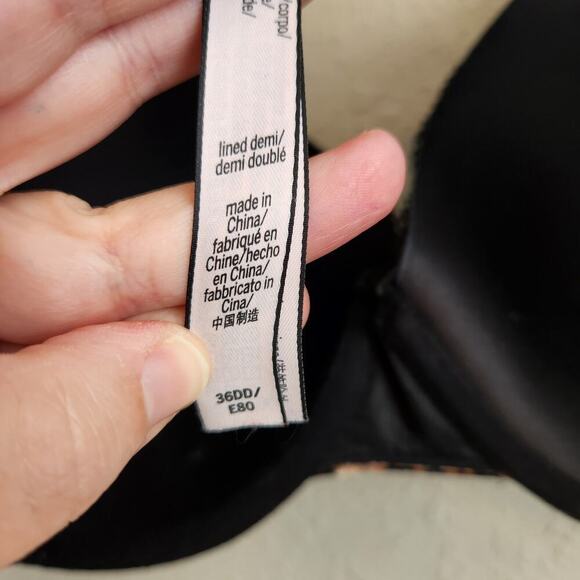 corpo/
lined demi/
demi doublé
made in
China/
fabriqué en
Chine/hecho
en China/
fabbricato in
Cina/
中国制造
36DD/
E80